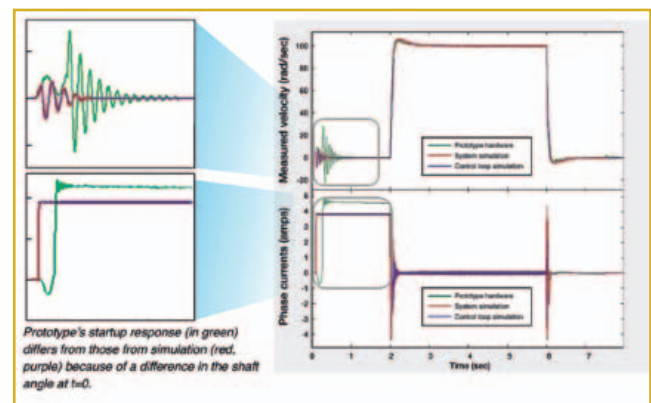 Measured velocity (rad/sec)
100
80
60
40
20
0
-20
Prototype hardware
System simulation
Control loop simulation
Phase currents (amps)
5
4
3
2
1
0
-1
-2
-3
-4
Prototype hardware
System simulation
Control loop simulation
0
1
2
3
4
5
6
7
Time (sec)
Prototype's startup response (in green)
differs from those from simulation (red,
purple) because of a difference in the shaft
angle at t=0.